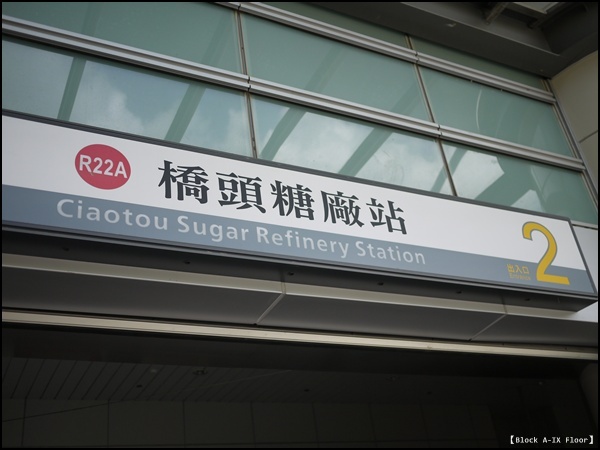 R22A
橋頭糖廠站
Ciaotou Sugar Refinery Station
出入口
2
【Block A-IX Floor】